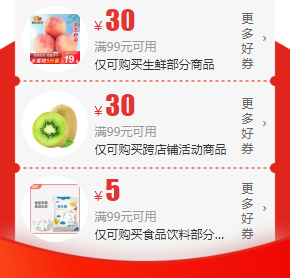 ¥30
满99元可用
仅可购买生鲜部分商品
更多好券 ›
19
¥30
满99元可用
仅可购买跨店铺活动商品
更多好券 ›
¥5
满99元可用
仅可购买食品饮料部分...
更多好券 ›